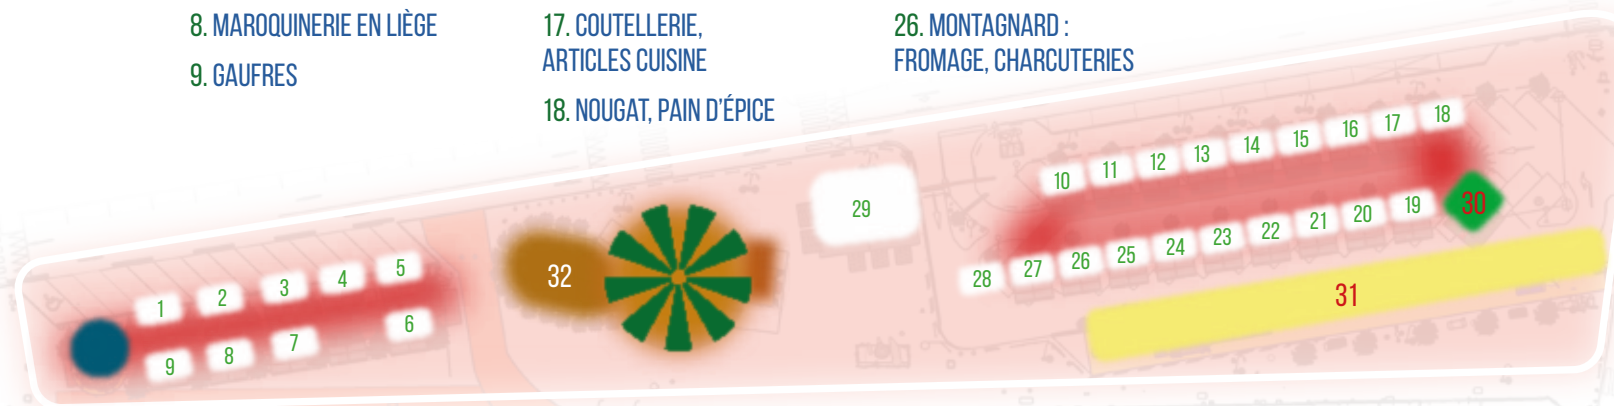 8. MAROQUINERIE EN LIÈGE
9. GAUFRES
17. COUTELLERIE,
ARTICLES CUISINE
18. NOUGAT, PAIN D'ÉPICE
26. MONTAGNARD :
FROMAGE, CHARCUTERIES
1 2 3 4 5
9 8 7 6
32
29
10 11 12 13 14 15 16 17 18
28 27 26 25 24 23 22 21 20 19 30
31